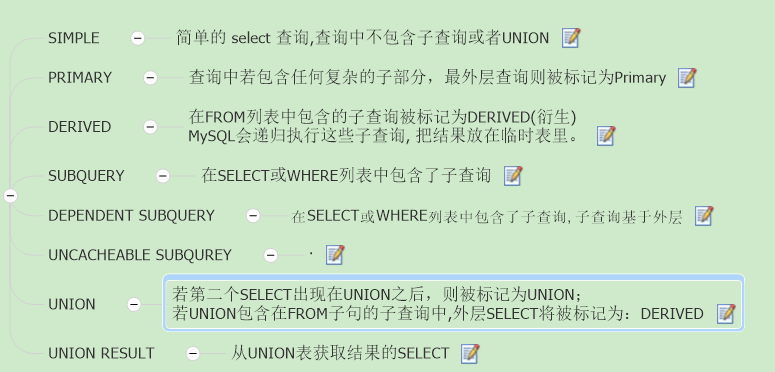 SIMPLE 简单的 select 查询,查询中不包含子查询或者UNION
PRIMARY 查询中若包含任何复杂的子部分，最外层查询则被标记为Primary
DERIVED 在FROM列表中包含的子查询被标记为DERIVED(衍生)
MySQL会递归执行这些子查询, 把结果放在临时表里。
SUBQUERY 在SELECT或WHERE列表中包含了子查询
DEPENDENT SUBQUERY 在SELECT或WHERE列表中包含了子查询,子查询基于外层
UNCACHEABLE SUBQUREY
UNION 若第二个SELECT出现在UNION之后，则被标记为UNION；
若UNION包含在FROM子句的子查询中,外层SELECT将被标记为：DERIVED
UNION RESULT 从UNION表获取结果的SELECT